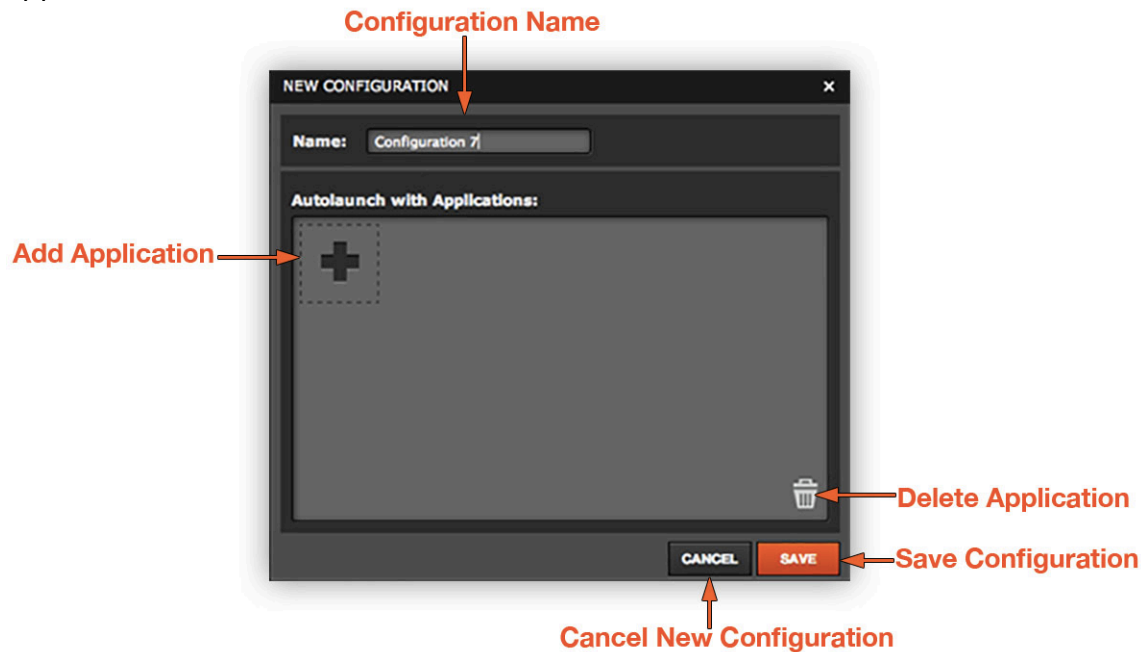 Configuration Name
NEW CONFIGURATION ×
Name: Configuration 7
Autolaunch with Applications:
Add Application
Delete Application
CANCEL SAVE
Save Configuration
Cancel New Configuration